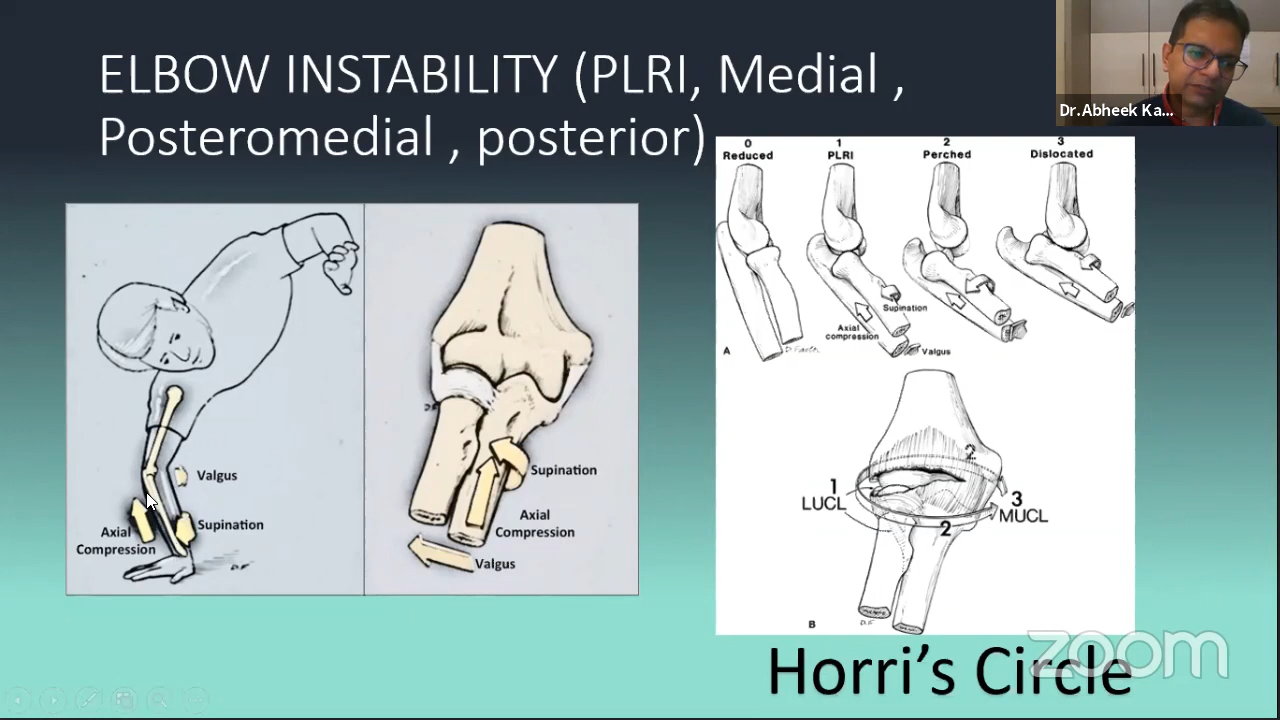 ELBOW INSTABILITY (PLRI, Medial ,
Posteromedial , posterior)
Dr.Abheek Ka...
Valgus
Supination
Axial
Compression
Supination
Axial
Compression
Valgus
0
Reduced
1
PLRI
2
Perched
3
Dislocated
Supination
Axial
compression
Valgus
A
2
1
LUCL
3
MUCL
2
B
Horri's Circle
zoom